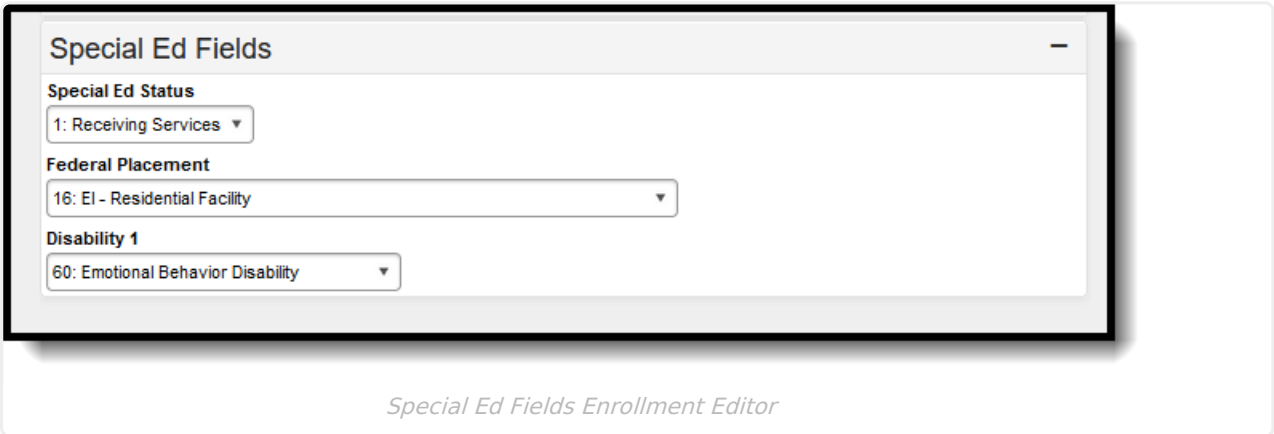 Special Ed Fields
Special Ed Status
1: Receiving Services
Federal Placement
16: EI - Residential Facility
Disability 1
60: Emotional Behavior Disability
Special Ed Fields Enrollment Editor